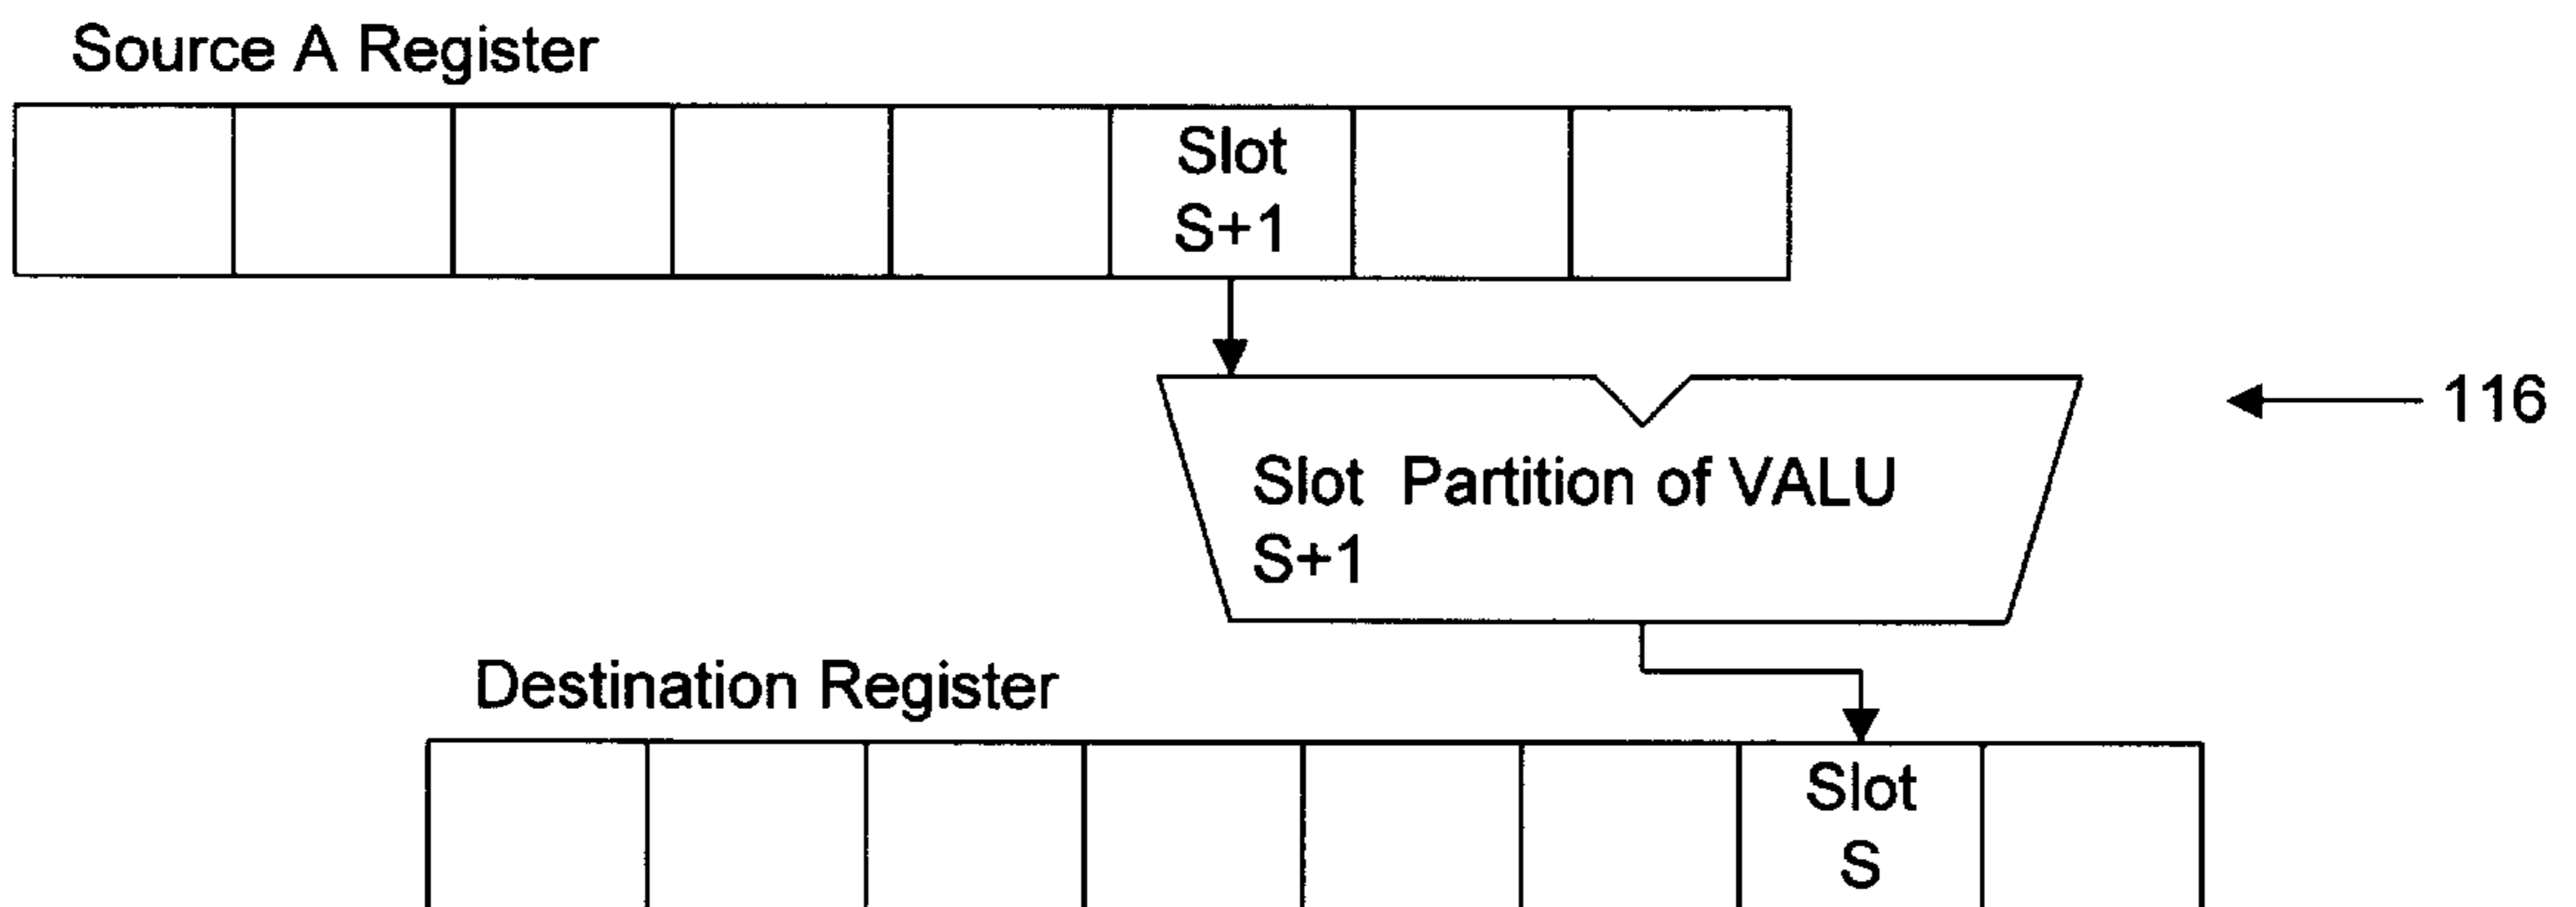 Source A Register
Slot
S+1
116
Slot Partition of VALU
S+1
Destination Register
Slot
S